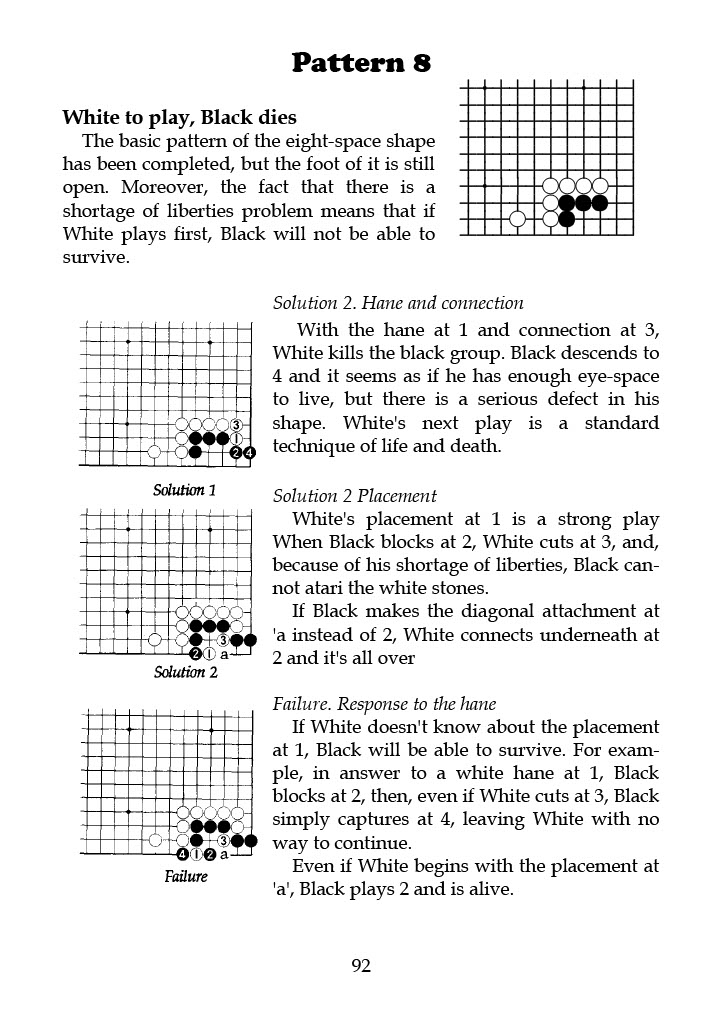 Pattern 8
White to play, Black dies
The basic pattern of the eight-space shape
has been completed, but the foot of it is still
open. Moreover, the fact that there is a
shortage of liberties problem means that if
White plays first, Black will not be able to
survive.
Solution 2. Hane and connection
With the hane at 1 and connection at 3,
White kills the black group. Black descends to
4 and it seems as if he has enough eye-space
to live, but there is a serious defect in his
shape. White's next play is a standard
technique of life and death.
3
1
2 4
Solution 1
Solution 2 Placement
White's placement at 1 is a strong play
When Black blocks at 2, White cuts at 3, and,
because of his shortage of liberties, Black can-
not atari the white stones.
If Black makes the diagonal attachment at
'a instead of 2, White connects underneath at
2 and it's all over
3
2 1 a
Solution 2
Failure. Response to the hane
If White doesn't know about the placement
at 1, Black will be able to survive. For exam-
ple, in answer to a white hane at 1, Black
blocks at 2, then, even if White cuts at 3, Black
simply captures at 4, leaving White with no
way to continue.
Even if White begins with the placement at
'a', Black plays 2 and is alive.
3
4 1 2 a
Failure
92